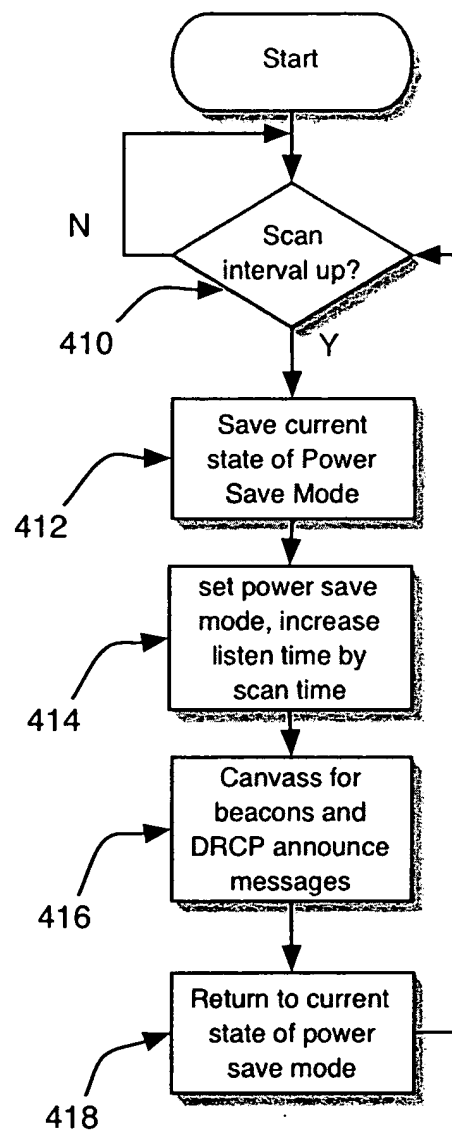 Start
N
Scan
interval up?
410
Y
Save current
state of Power
Save Mode
412
set power save
mode, increase
listen time by
scan time
414
Canvass for
beacons and
DRCP announce
messages
416
Return to current
state of power
save mode
418